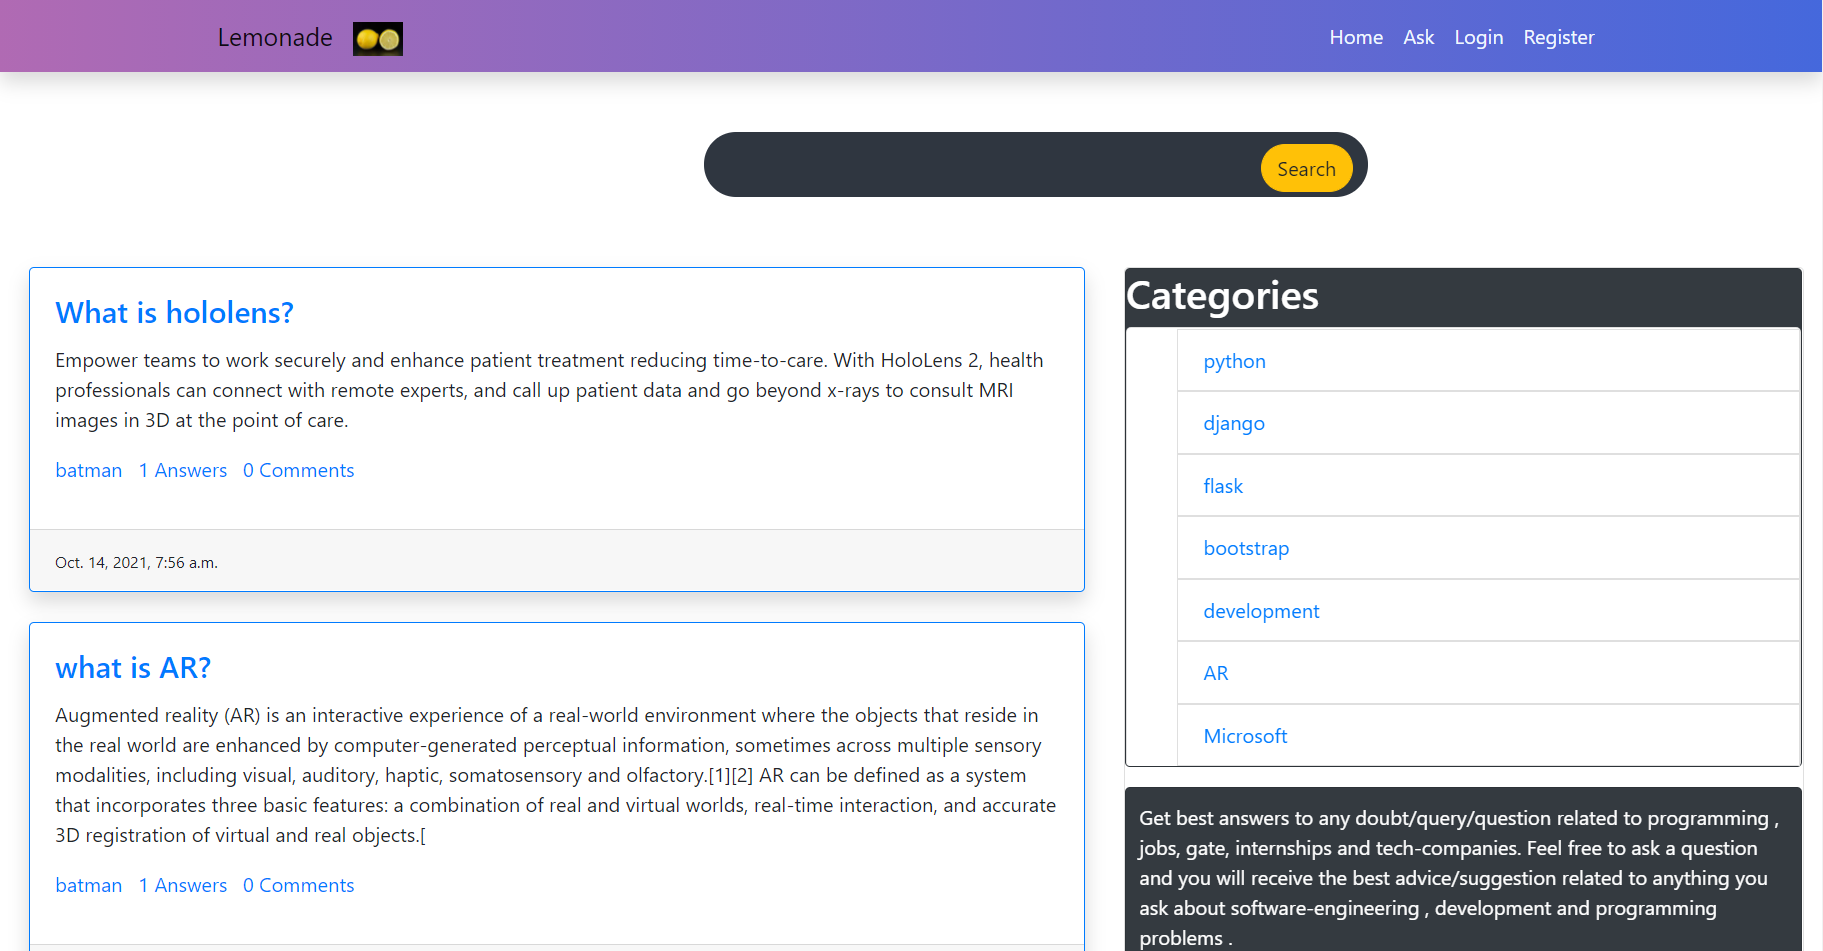 Lemonade
Home Ask Login Register
Search
What is hololens?
Empower teams to work securely and enhance patient treatment reducing time-to-care. With HoloLens 2, health
professionals can connect with remote experts, and call up patient data and go beyond x-rays to consult MRI
images in 3D at the point of care.
batman 1 Answers 0 Comments
Oct. 14, 2021, 7:56 a.m.
what is AR?
Augmented reality (AR) is an interactive experience of a real-world environment where the objects that reside in
the real world are enhanced by computer-generated perceptual information, sometimes across multiple sensory
modalities, including visual, auditory, haptic, somatosensory and olfactory.[1][2] AR can be defined as a system
that incorporates three basic features: a combination of real and virtual worlds, real-time interaction, and accurate
3D registration of virtual and real objects.[
batman 1 Answers 0 Comments
Categories
python
django
flask
bootstrap
development
AR
Microsoft
Get best answers to any doubt/query/question related to programming ,
jobs, gate, internships and tech-companies. Feel free to ask a question
and you will receive the best advice/suggestion related to anything you
ask about software-engineering , development and programming
problems .